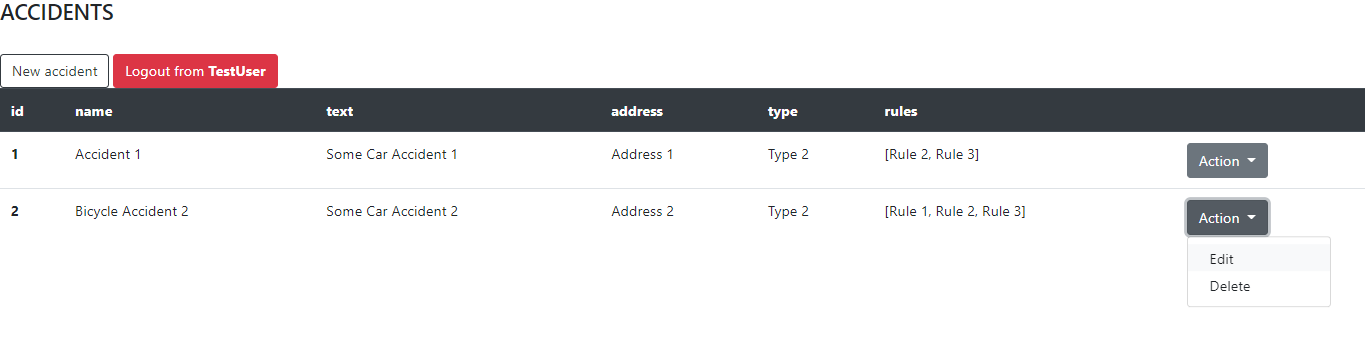 ACCIDENTS
New accident Logout from TestUser
id name text address type rules
1 Accident 1 Some Car Accident 1 Address 1 Type 2 [Rule 2, Rule 3] Action
2 Bicycle Accident 2 Some Car Accident 2 Address 2 Type 2 [Rule 1, Rule 2, Rule 3] Action
Edit
Delete